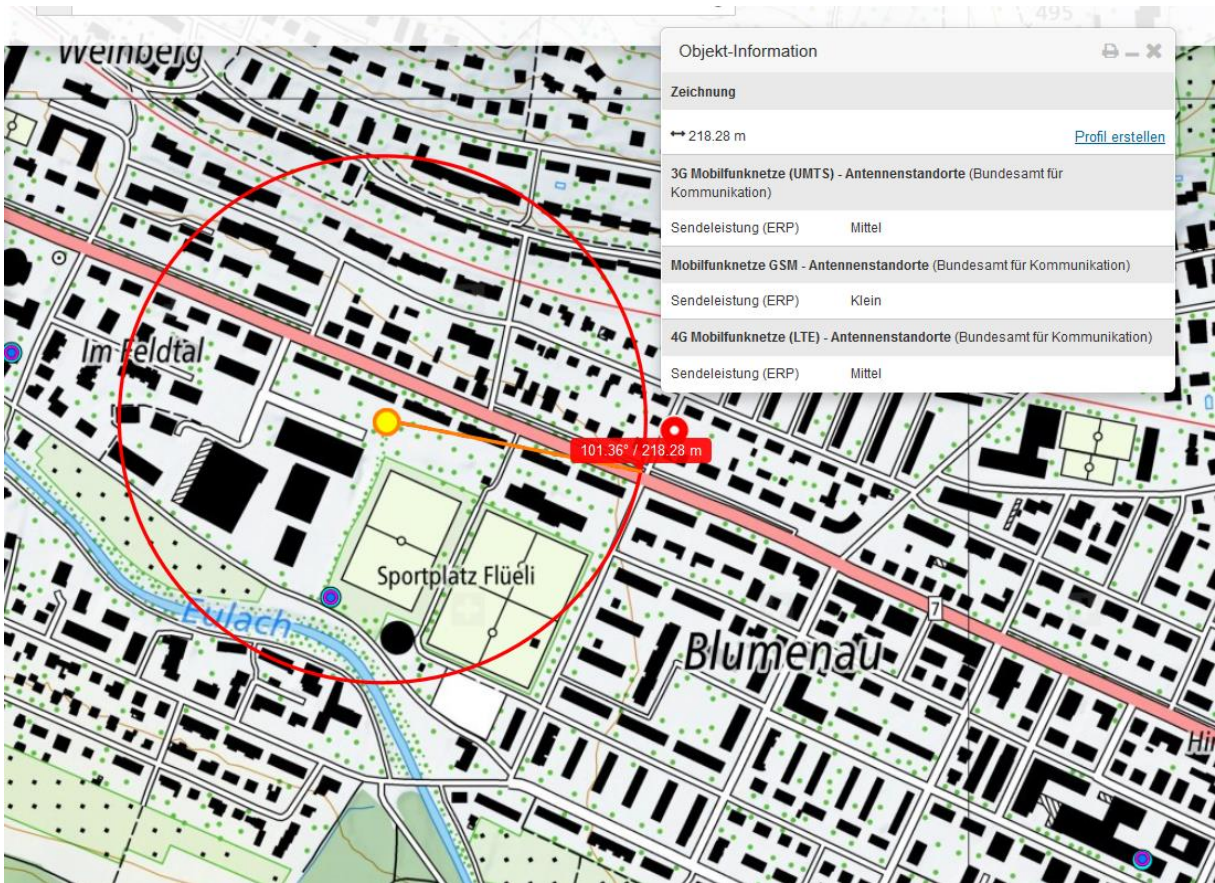 495
Weinberg
Objekt-Information
Zeichnung
218.28 m
Profil erstellen
3G Mobilfunknetze (UMTS) - Antennenstandorte (Bundesamt für
Kommunikation)
Sendeleistung (ERP) Mittel
Mobilfunknetze GSM - Antennenstandorte (Bundesamt für Kommunikation)
Sendeleistung (ERP) Klein
4G Mobilfunknetze (LTE) - Antennenstandorte (Bundesamt für Kommunikation)
Sendeleistung (ERP) Mittel
Im Feldtal
101.36° / 218.28 m
Sportplatz Flüeli
Eulach
7
Blumenau